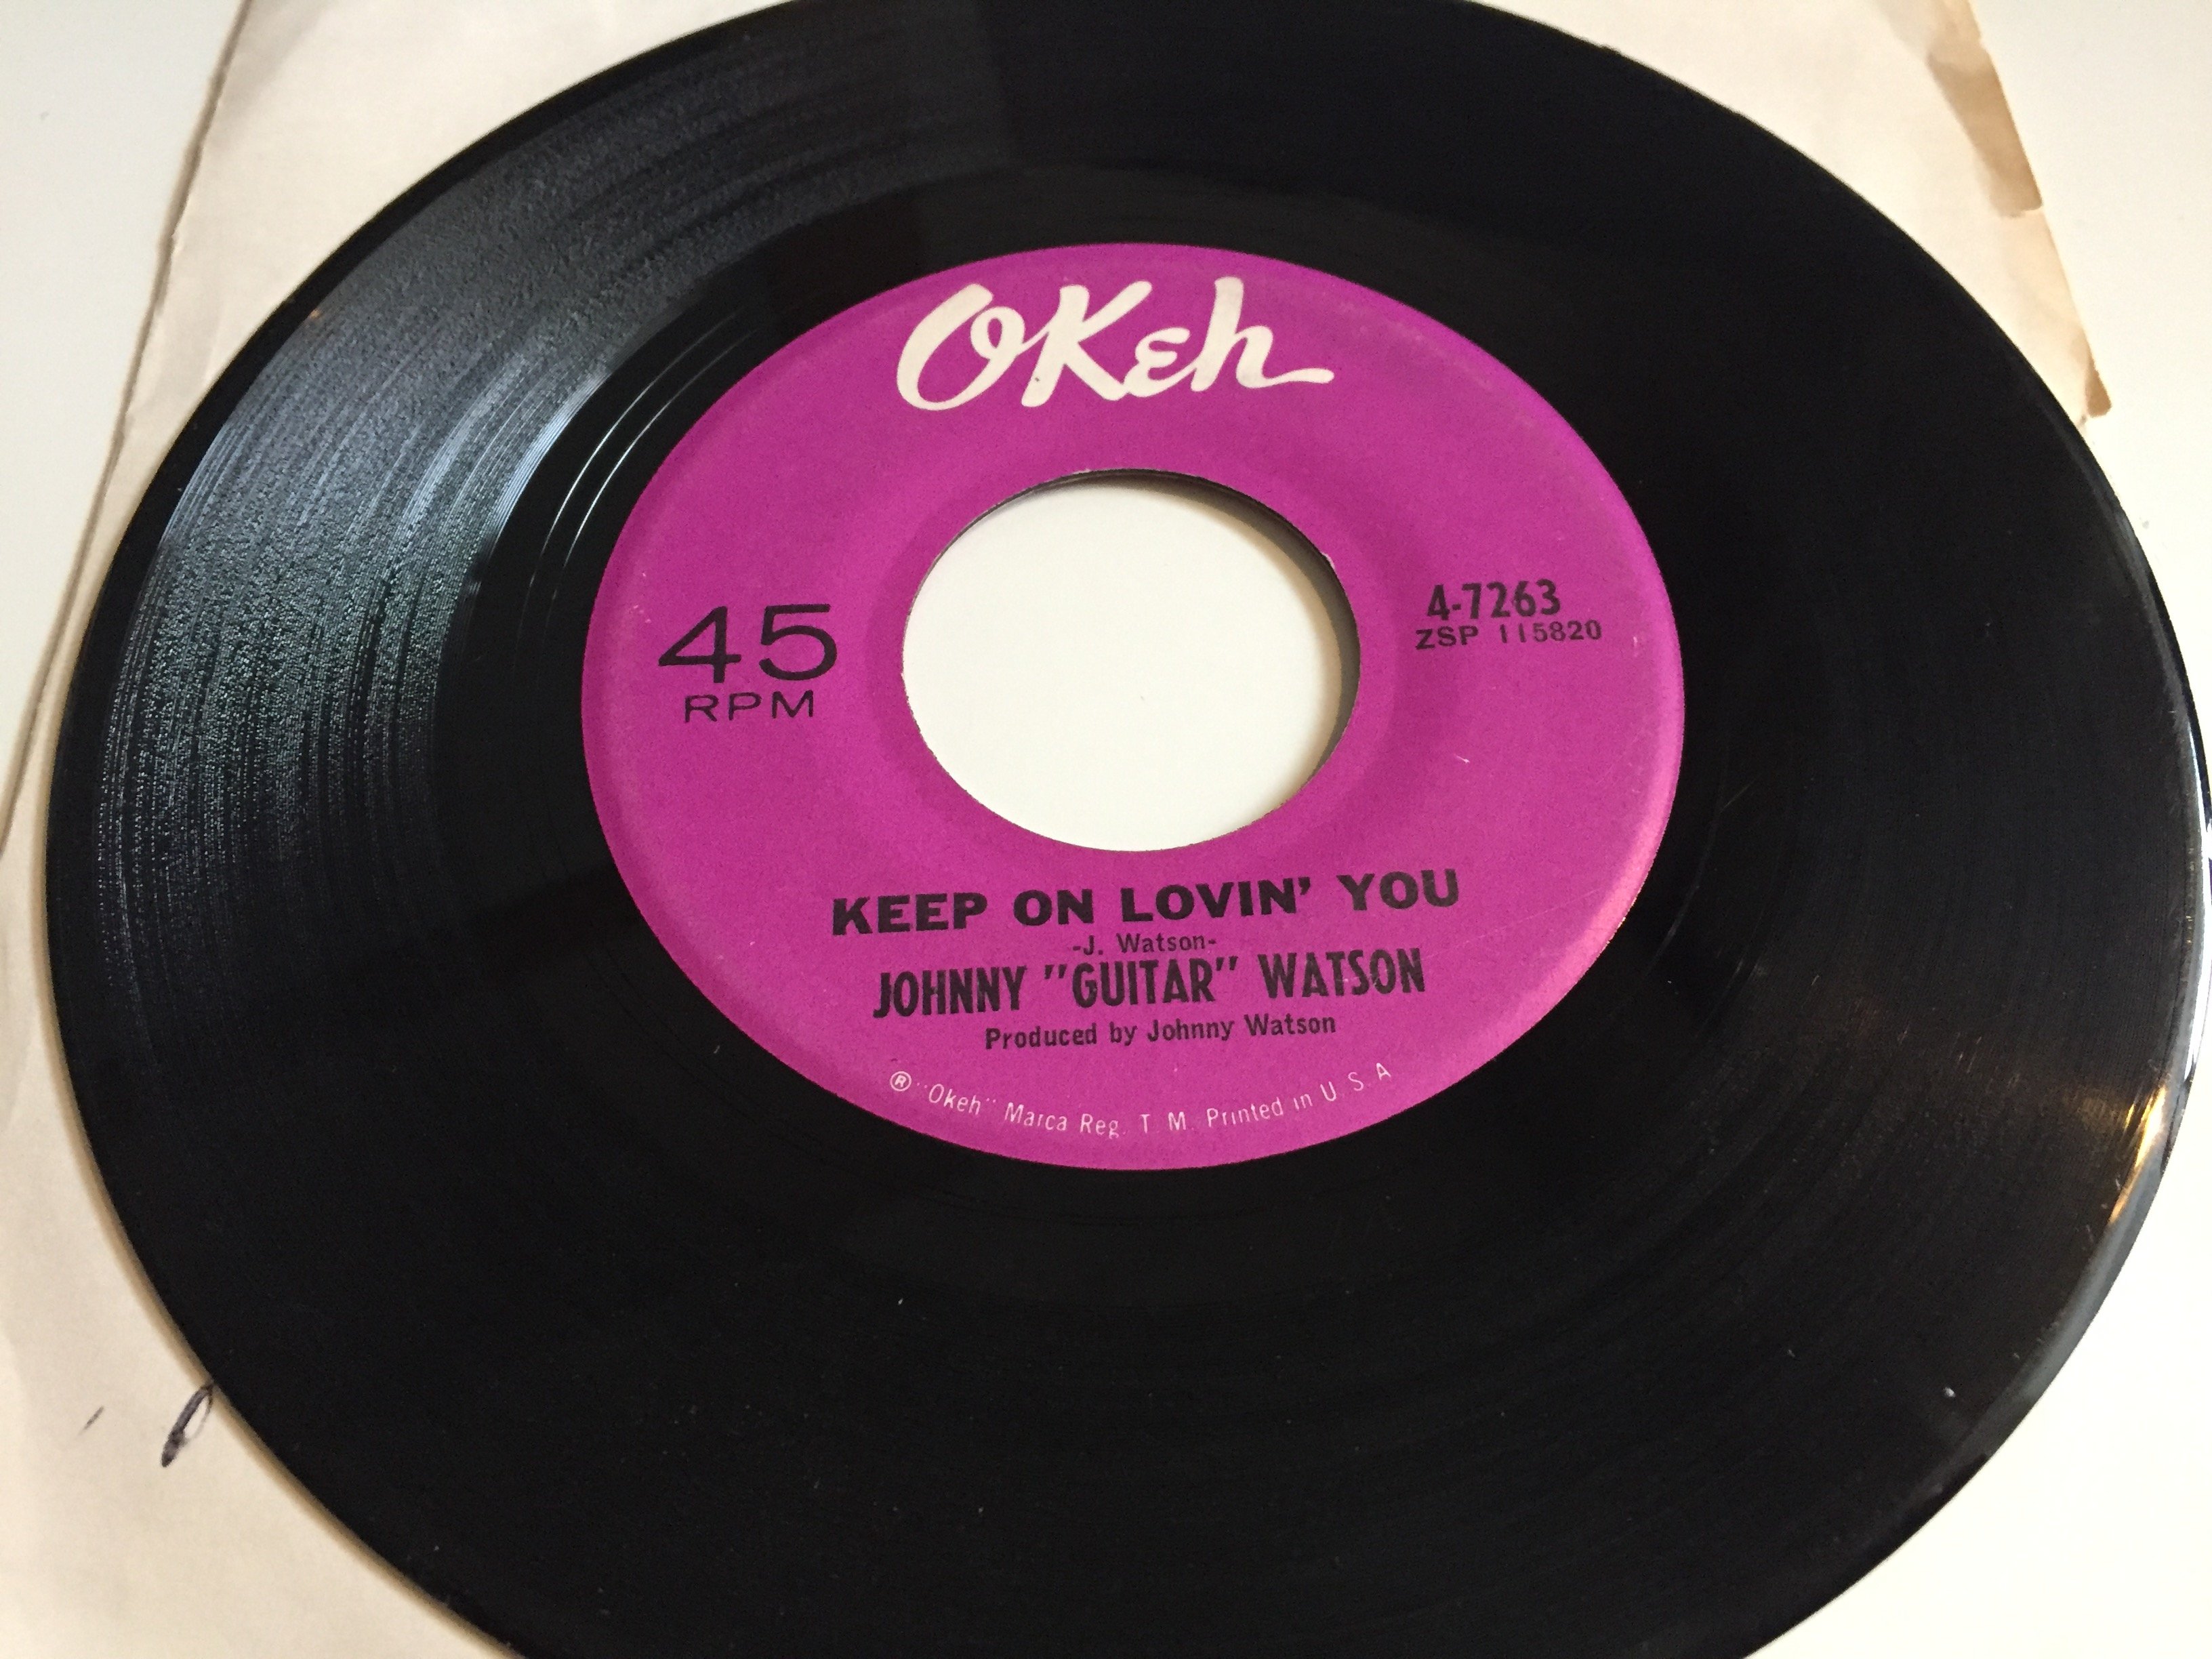 OKeh
45
RPM
4-7263
ZSP 115820
KEEP ON LOVIN' YOU
-J. Watson-
JOHNNY "GUITAR" WATSON
Produced by Johnny Watson
® "Okeh" Marca Reg. T M. Printed in U. S. A